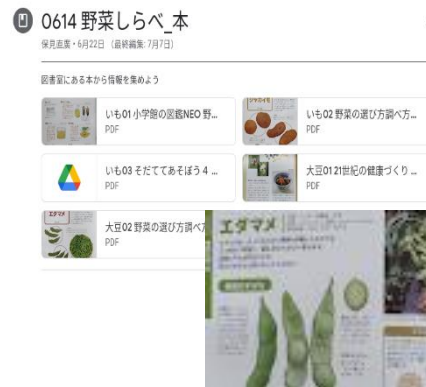 0614 野菜しらべ_本
保見直廣・6月22日 （最終編集: 7月7日）
図書室にある本から情報を集めよう
いも01 小学館の図鑑NEO 野...
PDF
いも02 野菜の選び方調べ方...
PDF
いも03 そだててあそぼう 4 ...
PDF
大豆01 21世紀の健康づくり ...
PDF
大豆02 野菜の選び方調べ方
PDF
エダマメ